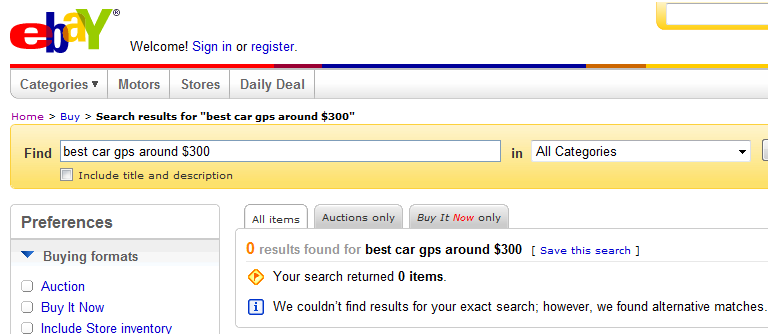 ebaY®
Welcome! Sign in or register.
Categories▼ Motors Stores Daily Deal
Home > Buy > Search results for "best car gps around $300"
Find best car gps around $300 in All Categories
Include title and description
Preferences
Buying formats
Auction
Buy It Now
Include Store inventory
All items Auctions only Buy It Now only
0 results found for best car gps around $300 [ Save this search ]
Your search returned 0 items.
We couldn't find results for your exact search; however, we found alternative matches.